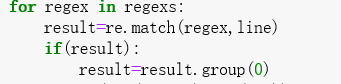 for regex in regexs:
    result=re.match(regex,line)
    if(result):
        result=result.group(0)